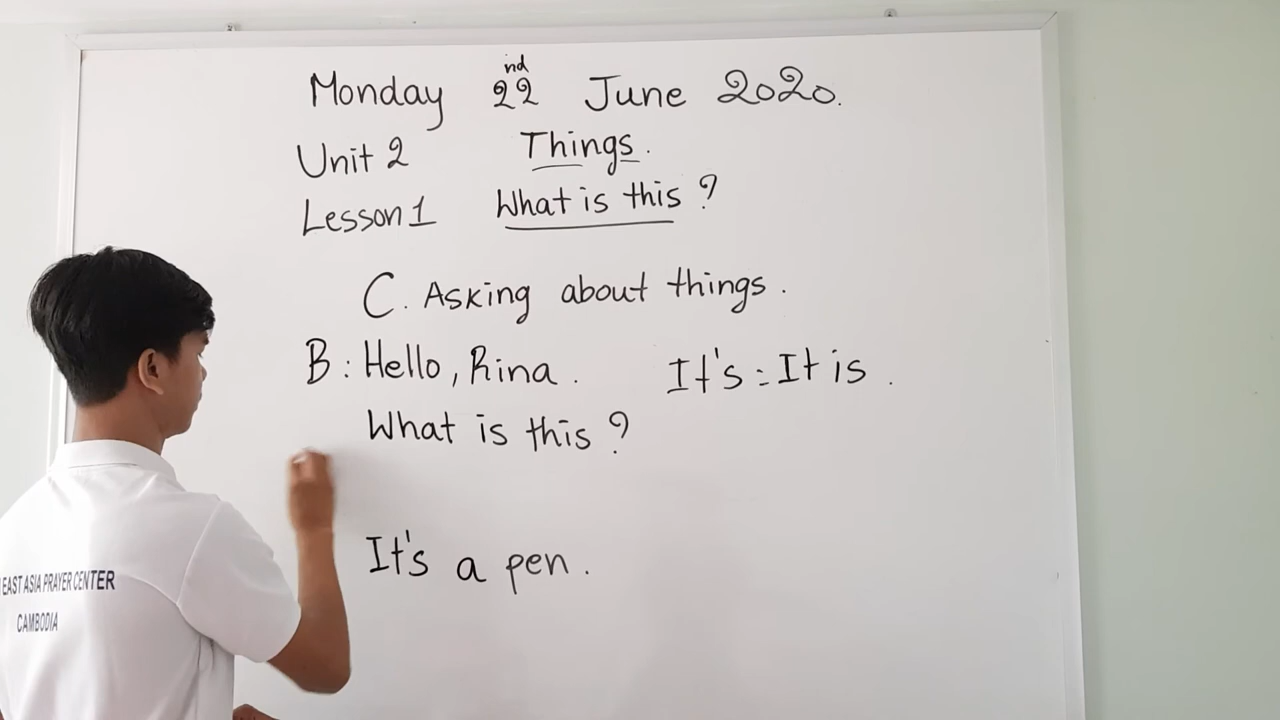 Monday 22nd June 2020.
Unit 2 Things.
Lesson 1 What is this ?
C. Asking about things.
B : Hello, Rina. It's : It is.
What is this ?
It's a pen.
EAST ASIA PRAYER CENTER
CAMBODIA